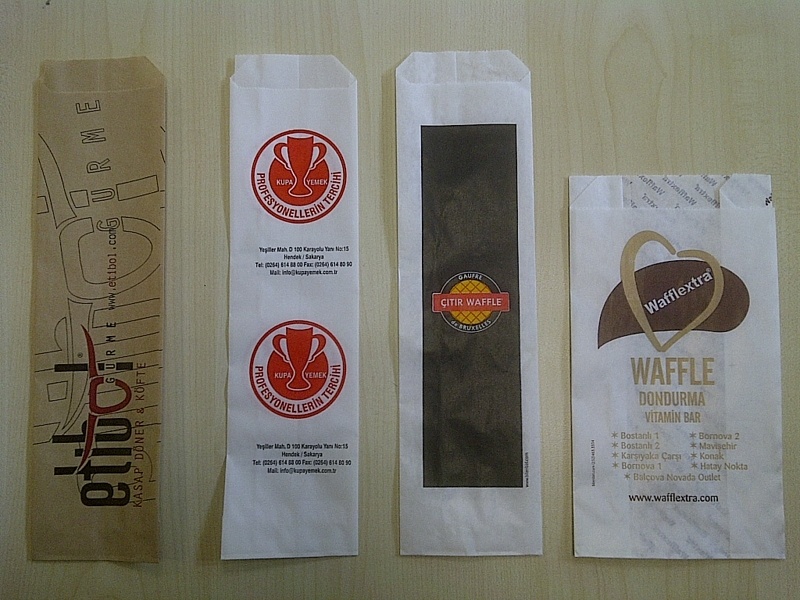 etibol
GURME
www.etibol.com
GURME
KASAP DÖNER & KÖFTE
KUPA YEMEK
PROFESYONELLERİN TERCİHİ
Yeşiller Mah. D 100 Karayolu Yanı No:15
Hendek / Sakarya
Tel: (0264) 614 88 00 Fax: (0264) 614 80 90
Mail: info@kupayemek.com.tr
KUPA YEMEK
PROFESYONELLERİN TERCİHİ
Yeşiller Mah. D 100 Karayolu Yanı No:15
Hendek / Sakarya
Tel: (0264) 614 88 00 Fax: (0264) 614 80 90
Mail: info@kupayemek.com.tr
GAUFRE
ÇITIR WAFFLE
de BRUXELLES
Wafflextra
Wafflextra®
WAFFLE
DONDURMA
VİTAMİN BAR
* Bostanlı 1 * Bornova 2
* Bostanlı 2 * Mavişehir
* Karşıyaka Çarşı * Konak
* Bornova 1 * Hatay Nokta
* Balçova Novada Outlet
www.wafflextra.com